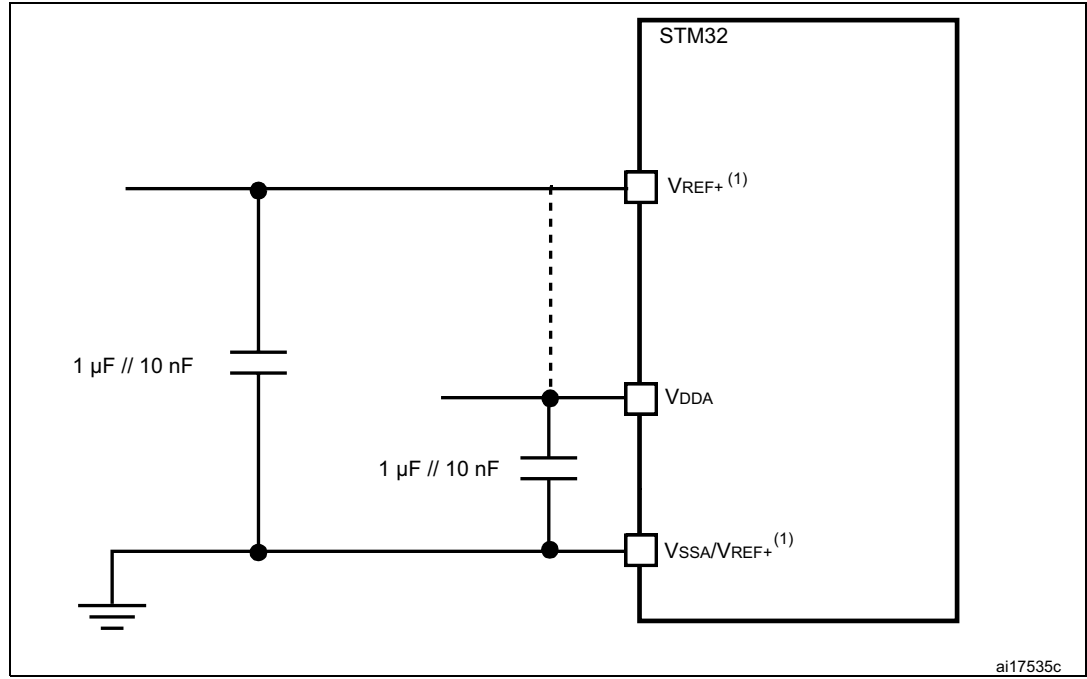 STM32
VREF+ (1)
1 µF // 10 nF
VDDA
1 µF // 10 nF
VSSA/VREF+ (1)
ai17535c